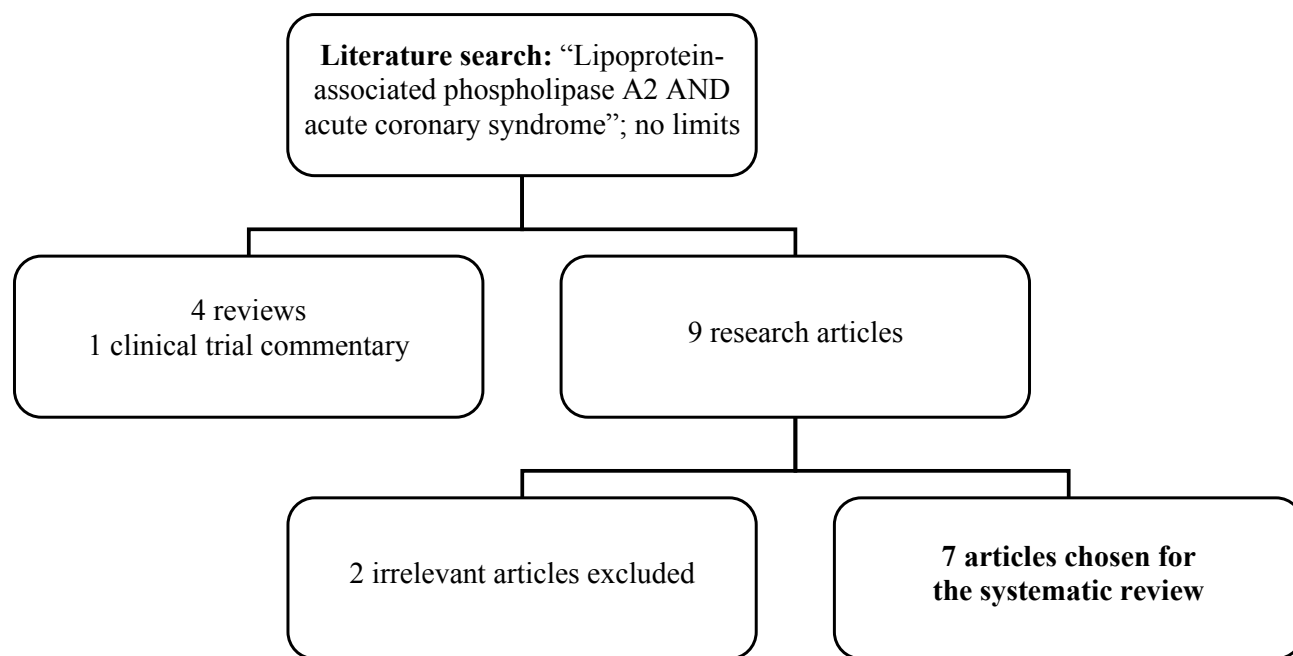 Literature search: “Lipoprotein-
associated phospholipase A2 AND
acute coronary syndrome”; no limits
4 reviews
1 clinical trial commentary
9 research articles
2 irrelevant articles excluded
7 articles chosen for
the systematic review